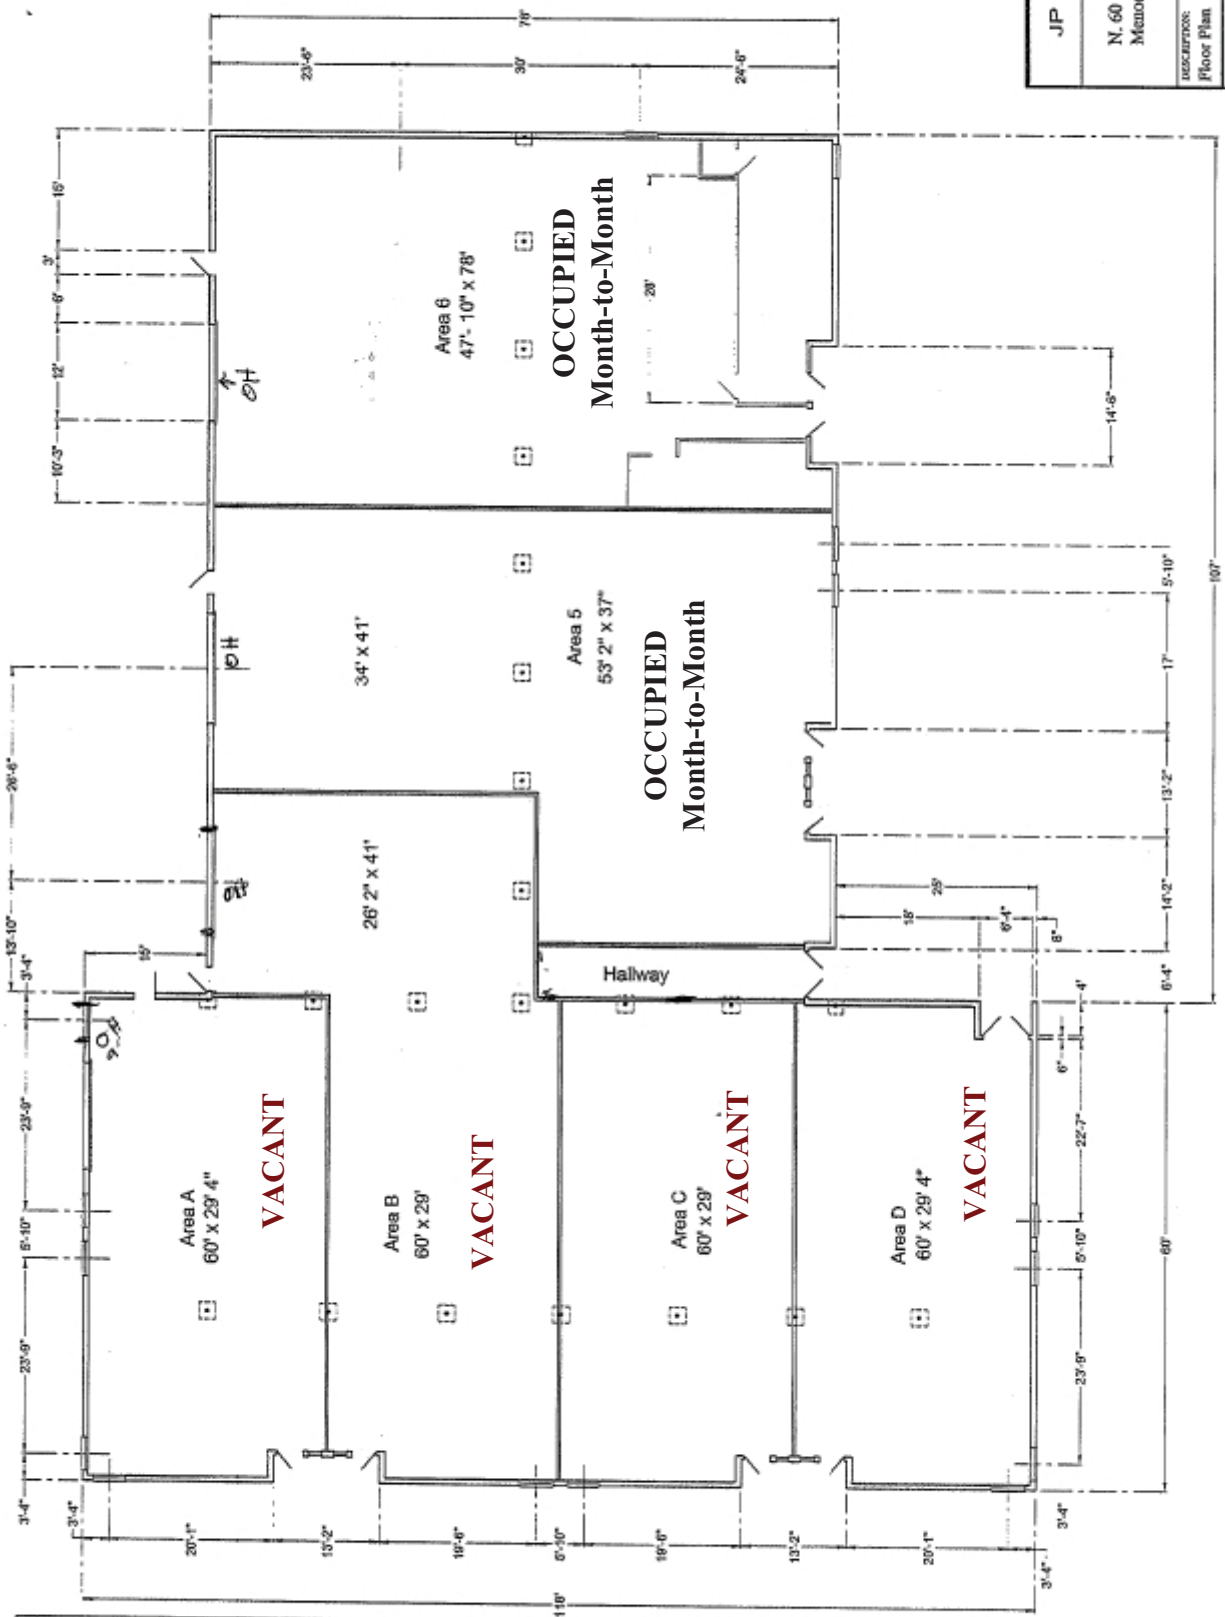 78'
23'-6"
30'
24'-6"
JP
N. 60
Meno
DESCRIPTION:
Floor Plan
15'
3'
6'
12'
10'-3"
OH
Area 6
47'- 10" x 78'
OCCUPIED
Month-to-Month
28'
14'-6"
107'
OH
34' x 41'
Area 5
53' 2" x 37'
OCCUPIED
Month-to-Month
5'-10"
17'
13'-2"
14'-2"
6'-4"
26'-6"
13'-10"
3'-4"
15'
26' 2" x 41'
Hallway
25'
18'
6'-4"
8"
4'
6"
23'-9"
5'-10"
23'-9"
3'-4"
Area A
60' x 29' 4"
VACANT
Area B
60' x 29'
VACANT
Area C
60' x 29'
VACANT
Area D
60' x 29' 4"
VACANT
22'-7"
5'-10"
23'-9"
60'
3'-4"
3'-4"
20'-1"
13'-2"
19'-6"
5'-10"
19'-6"
13'-2"
20'-1"
3'-4"
118'